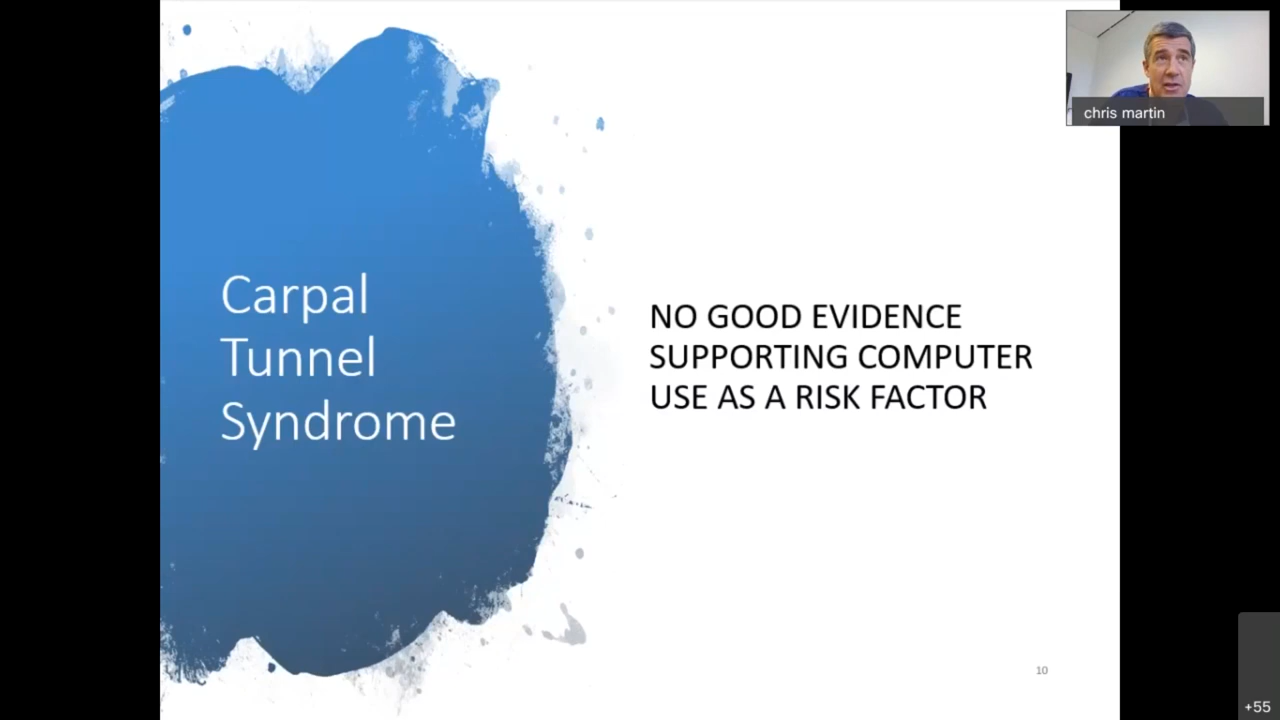 chris martin
Carpal
Tunnel
Syndrome
NO GOOD EVIDENCE
SUPPORTING COMPUTER
USE AS A RISK FACTOR
10
+55